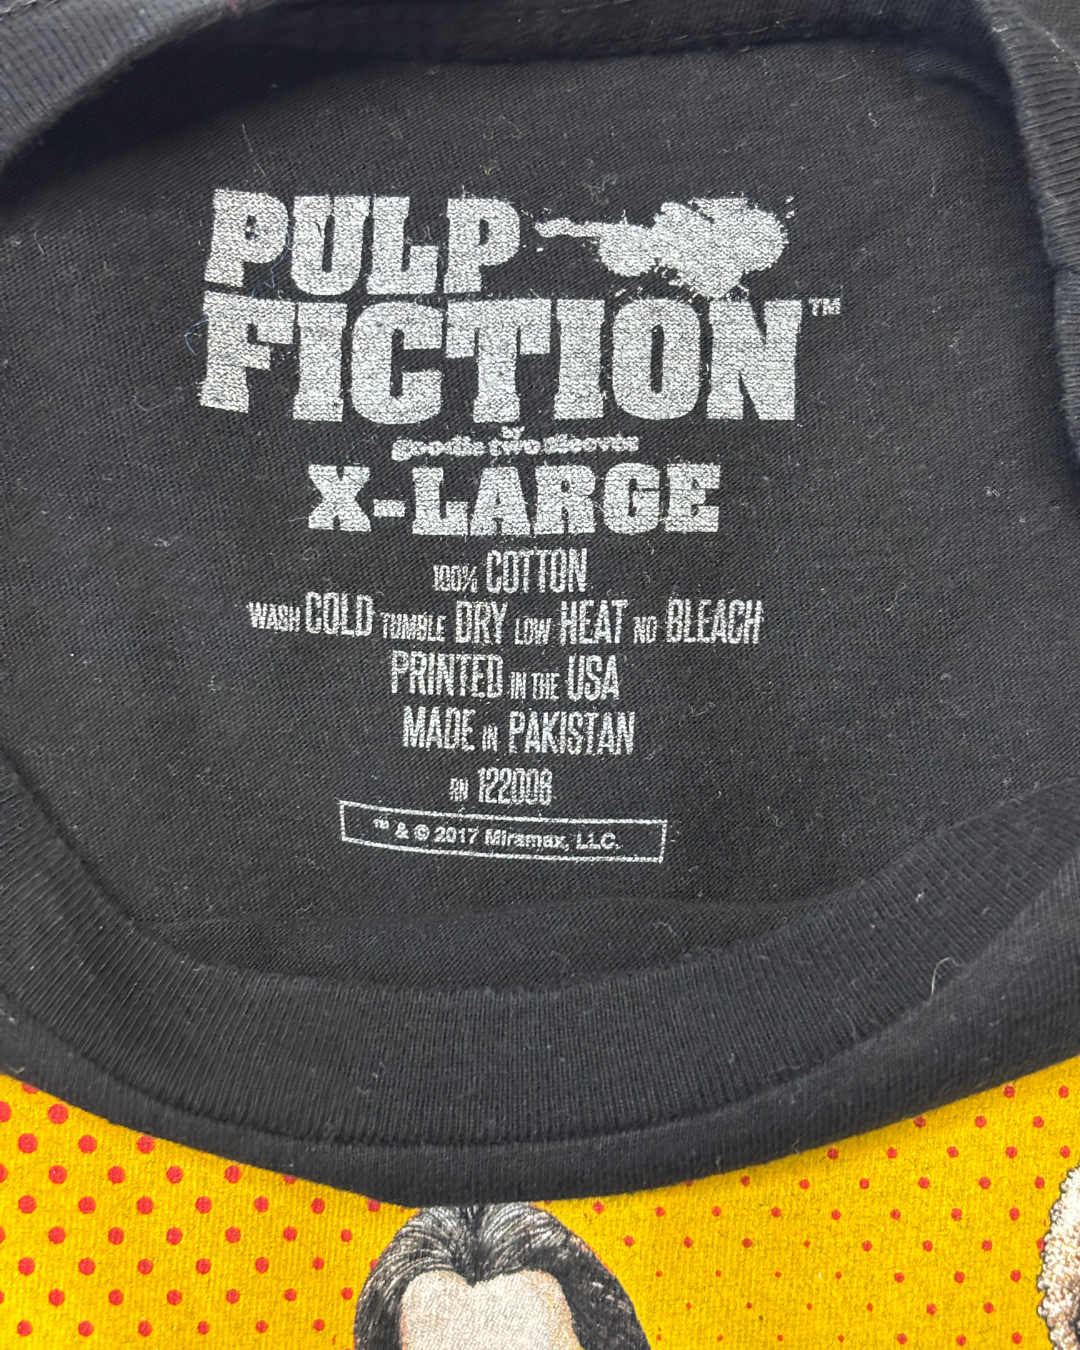 PULP
FICTION™
by
goodie two sleeves
X-LARGE
100% COTTON
WASH COLD TUMBLE DRY LOW HEAT NO BLEACH
PRINTED IN THE USA
MADE IN PAKISTAN
RN 122008
™ & © 2017 Miramax, LLC.